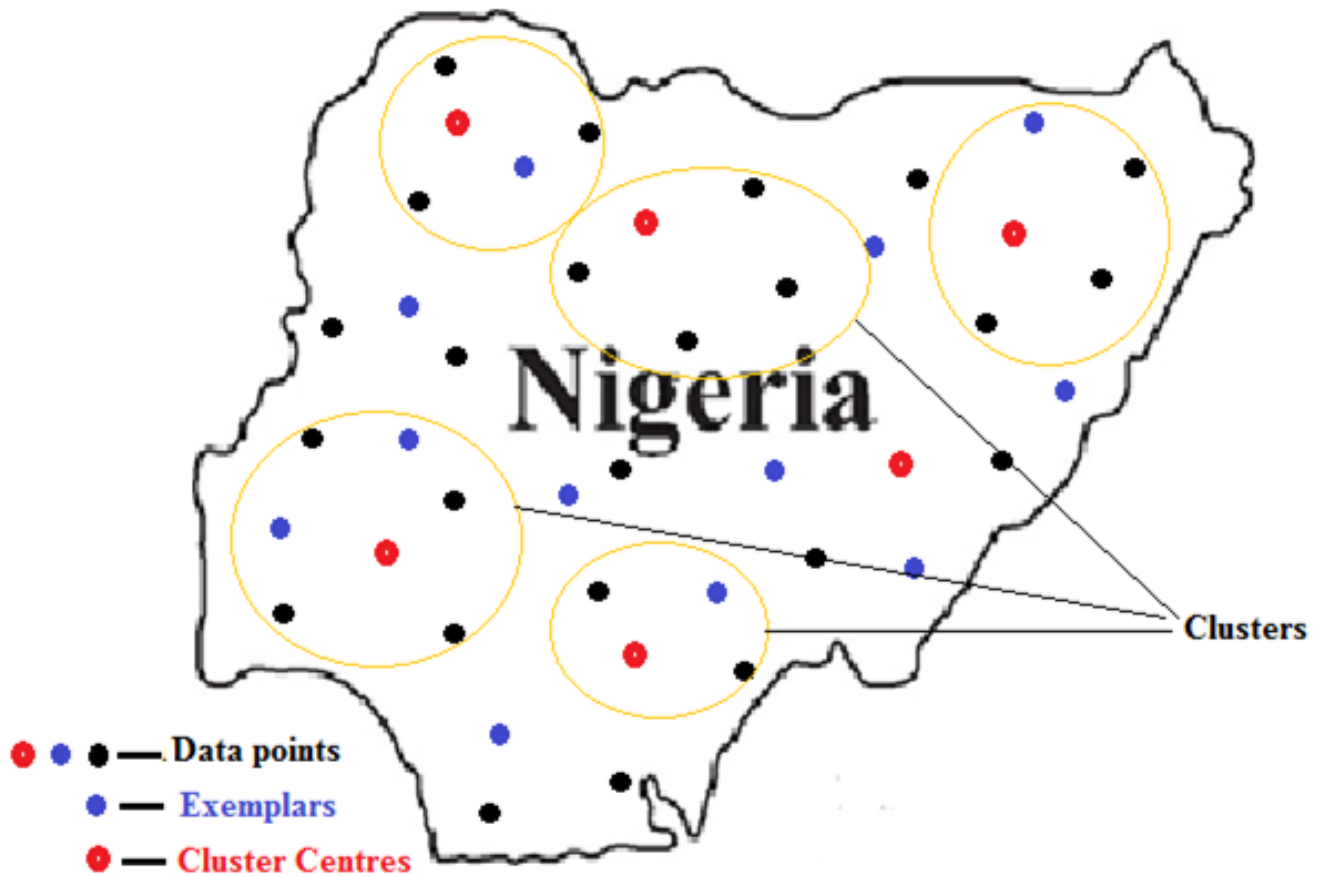 Nigeria
Clusters
Data points
Exemplars
Cluster Centres